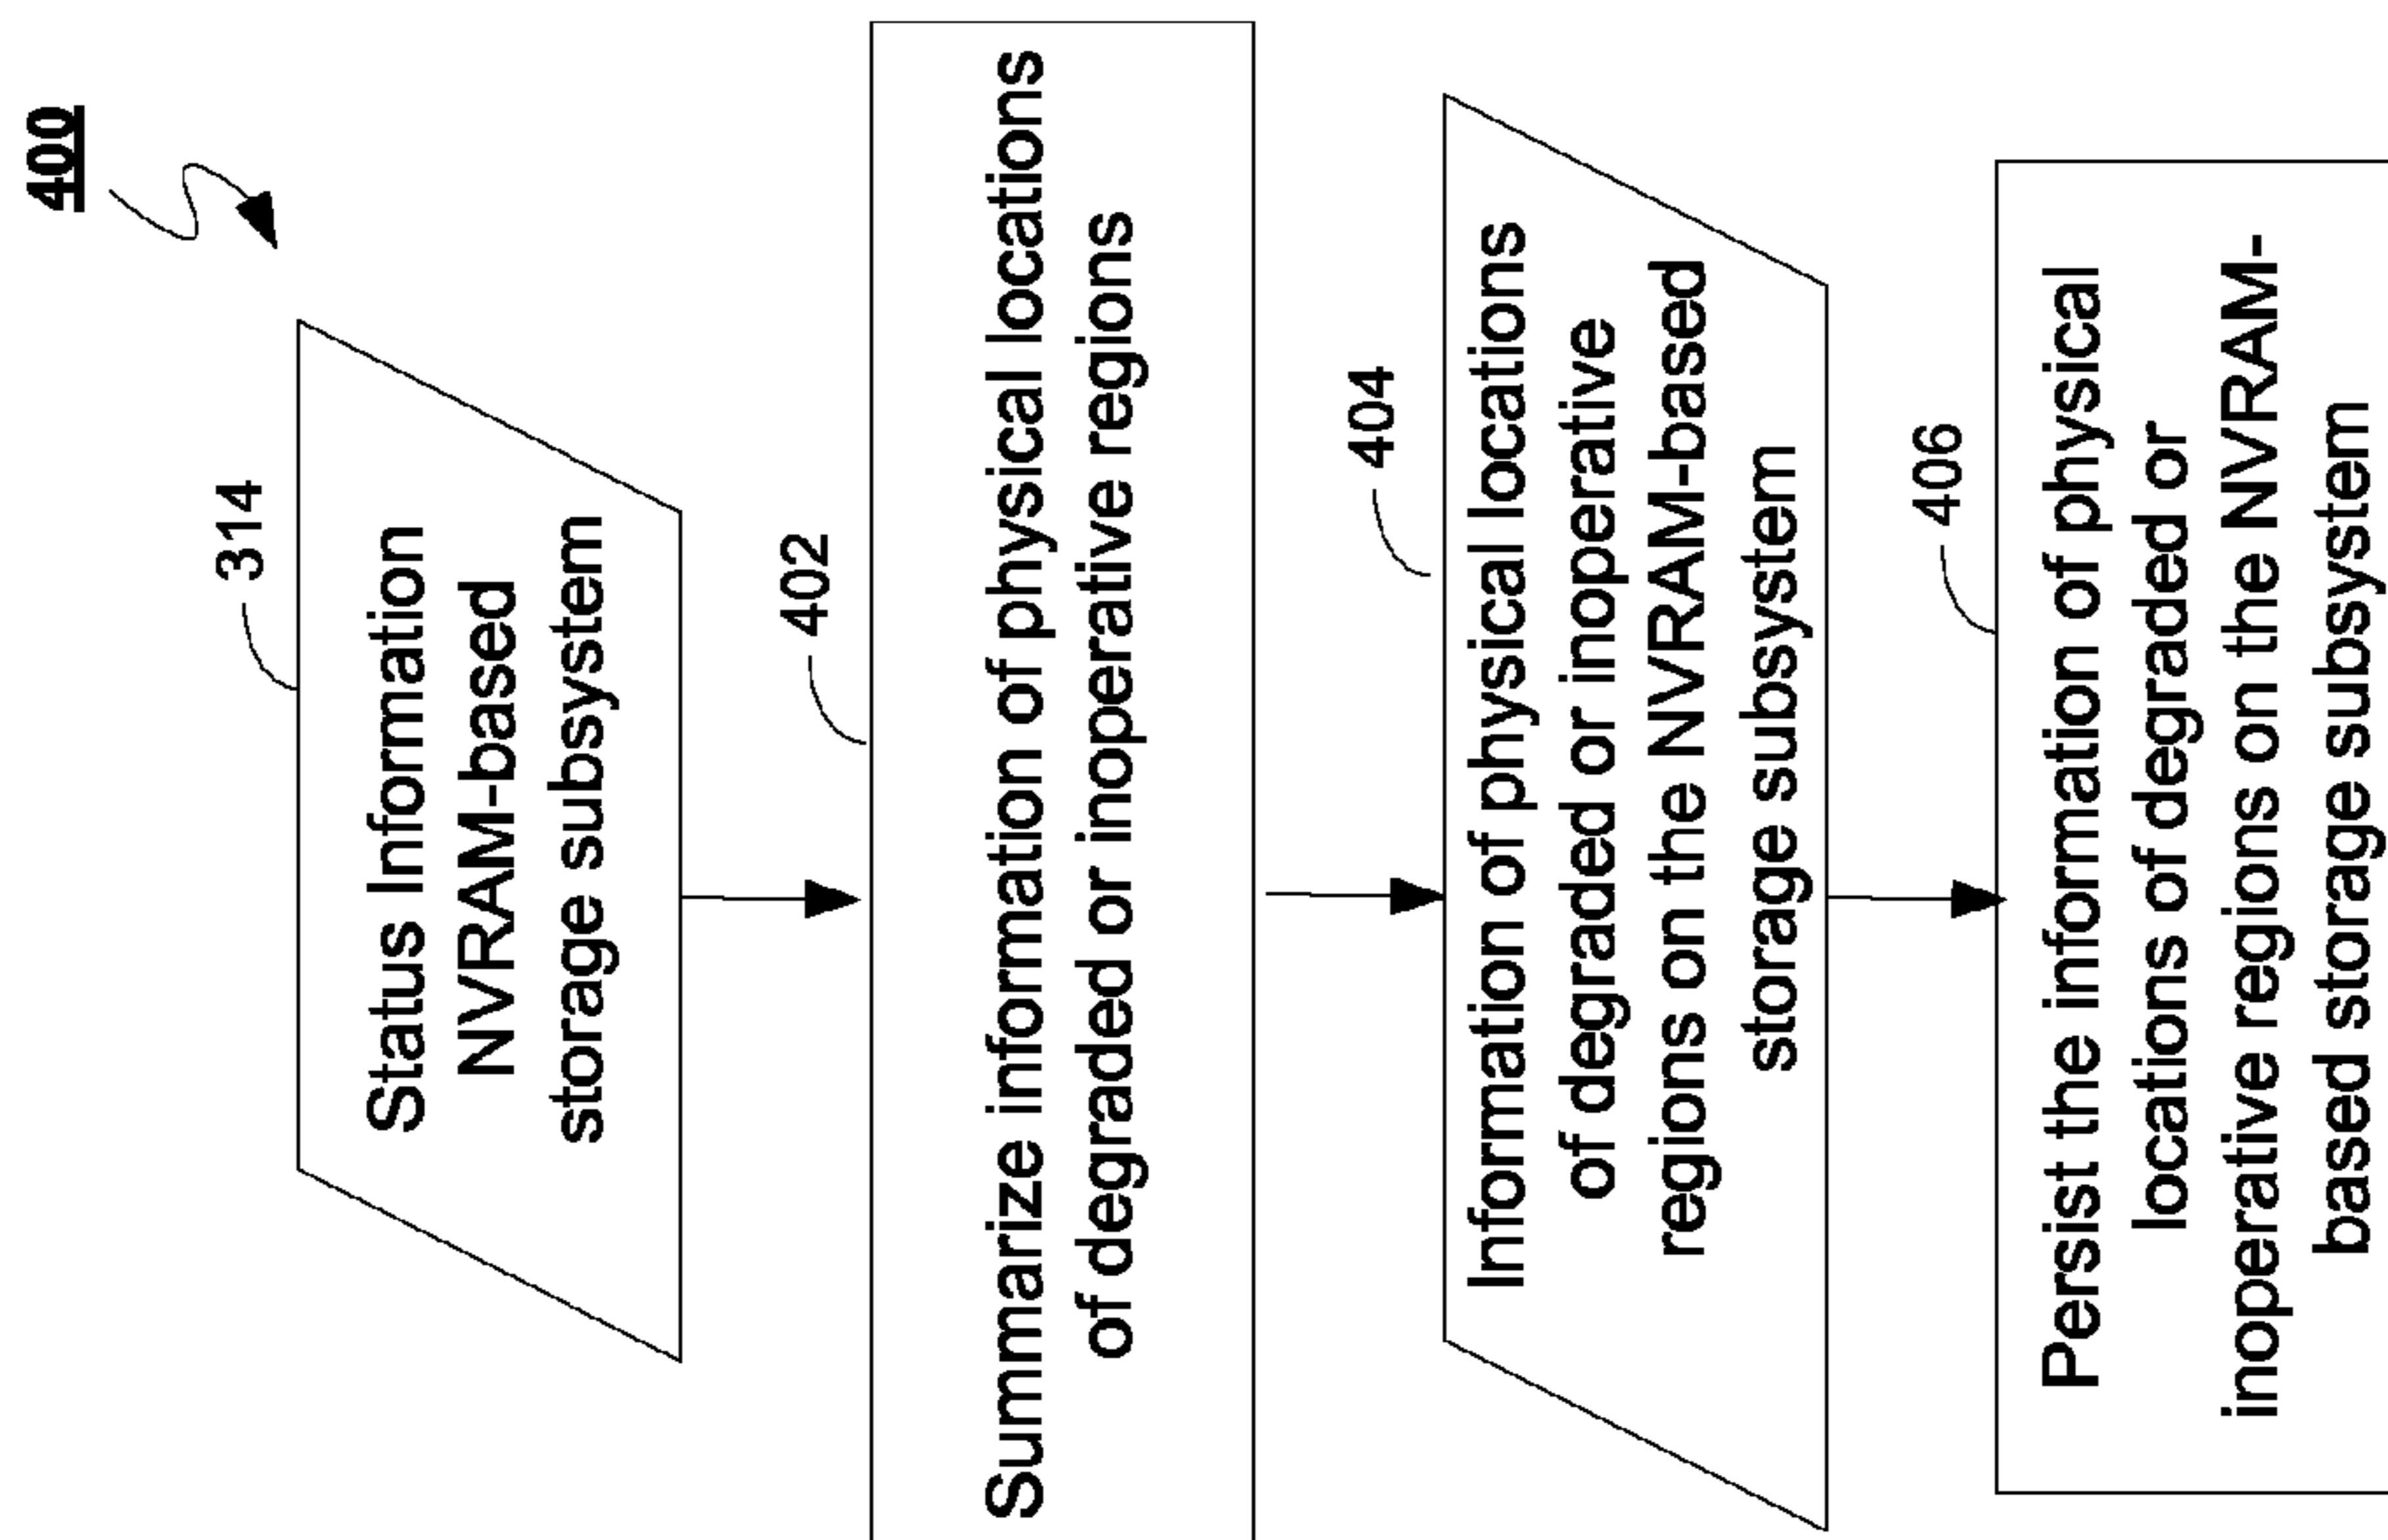 400
314
Status Information
NVRAM-based
storage subsystem
402
Summarize information of physical locations
of degraded or inoperative regions
404
Information of physical locations
of degraded or inoperative
regions on the NVRAM-based
storage subsystem
406
Persist the information of physical
locations of degraded or
inoperative regions on the NVRAM-
based storage subsystem